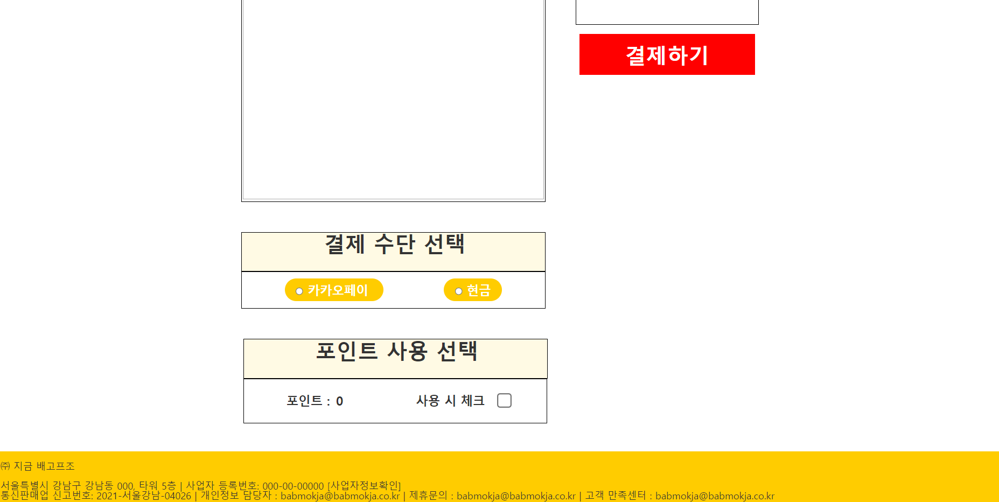 결제하기
결제 수단 선택
카카오페이 현금
포인트 사용 선택
포인트 : 0 사용 시 체크
㈜ 지금 배고프조
서울특별시 강남구 강남동 000, 타워 5층 | 사업자 등록번호: 000-00-00000 [사업자정보확인]
통신판매업 신고번호: 2021-서울강남-04026 | 개인정보 담당자 : babmokja@babmokja.co.kr | 제휴문의 : babmokja@babmokja.co.kr | 고객 만족센터 : babmokja@babmokja.co.kr